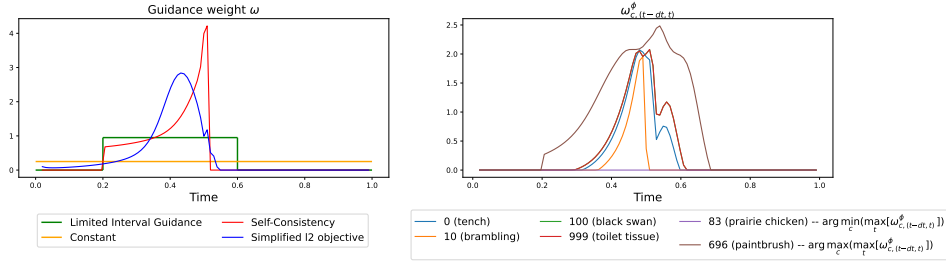 Guidance weight ω
4
3
2
1
0
0.0 0.2 0.4 0.6 0.8 1.0
Time
Limited Interval Guidance
Constant
Self-Consistency
Simplified l2 objective
ω^ϕ_{c,(t−dt,t)}
2.5
2.0
1.5
1.0
0.5
0.0
0.0 0.2 0.4 0.6 0.8 1.0
Time
0 (tench)
10 (brambling)
100 (black swan)
999 (toilet tissue)
83 (prairie chicken) -- arg min_c(max_t[ω^ϕ_{c,(t−dt,t)}])
696 (paintbrush) -- arg max_c(max_t[ω^ϕ_{c,(t−dt,t)}])